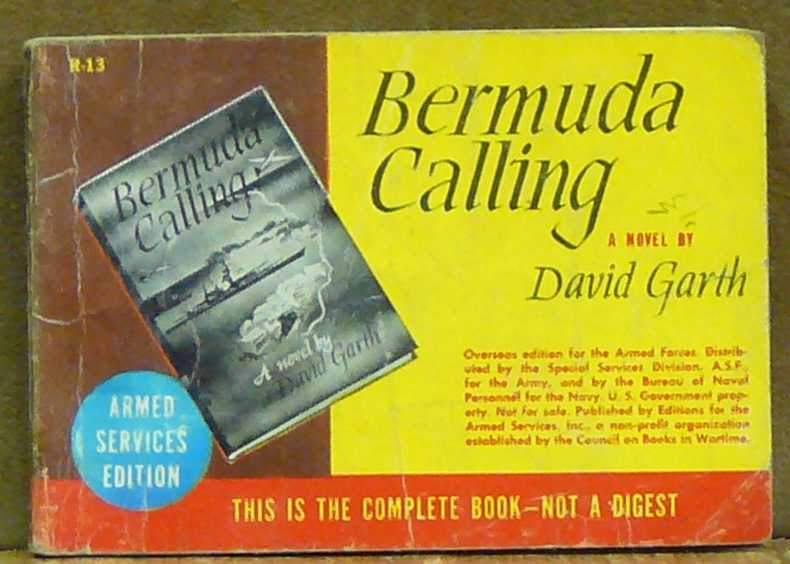 R-13
Bermuda
Calling
A NOVEL BY
David Garth
Bermuda
Calling
A novel by
David Garth
Overseas edition for the Armed Forces. Distrib-
uted by the Special Services Division, A.S.F.,
for the Army, and by the Bureau of Naval
Personnel for the Navy. U. S. Government prop-
erty. Not for sale. Published by Editions for the
Armed Services, Inc., a non-profit organization
established by the Council on Books in Wartime.
ARMED
SERVICES
EDITION
THIS IS THE COMPLETE BOOK—NOT A DIGEST